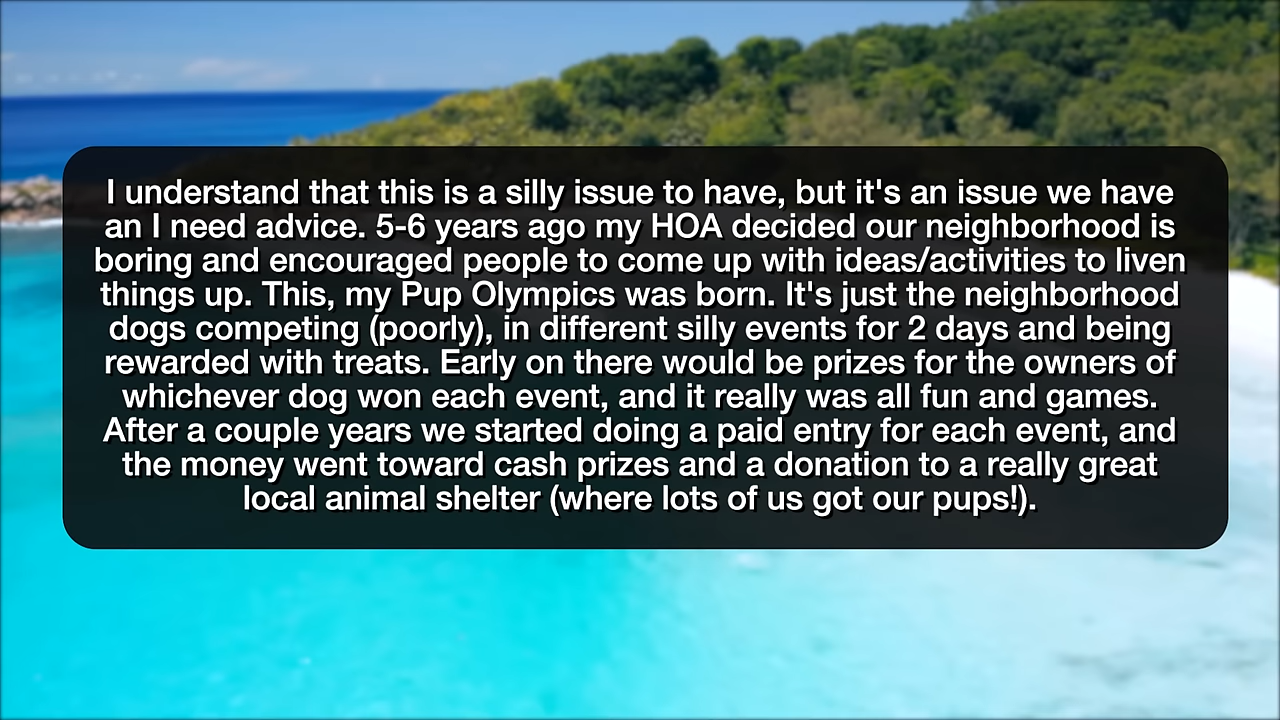 I understand that this is a silly issue to have, but it's an issue we have
an I need advice. 5-6 years ago my HOA decided our neighborhood is
boring and encouraged people to come up with ideas/activities to liven
things up. This, my Pup Olympics was born. It's just the neighborhood
dogs competing (poorly), in different silly events for 2 days and being
rewarded with treats. Early on there would be prizes for the owners of
whichever dog won each event, and it really was all fun and games.
After a couple years we started doing a paid entry for each event, and
the money went toward cash prizes and a donation to a really great
local animal shelter (where lots of us got our pups!).